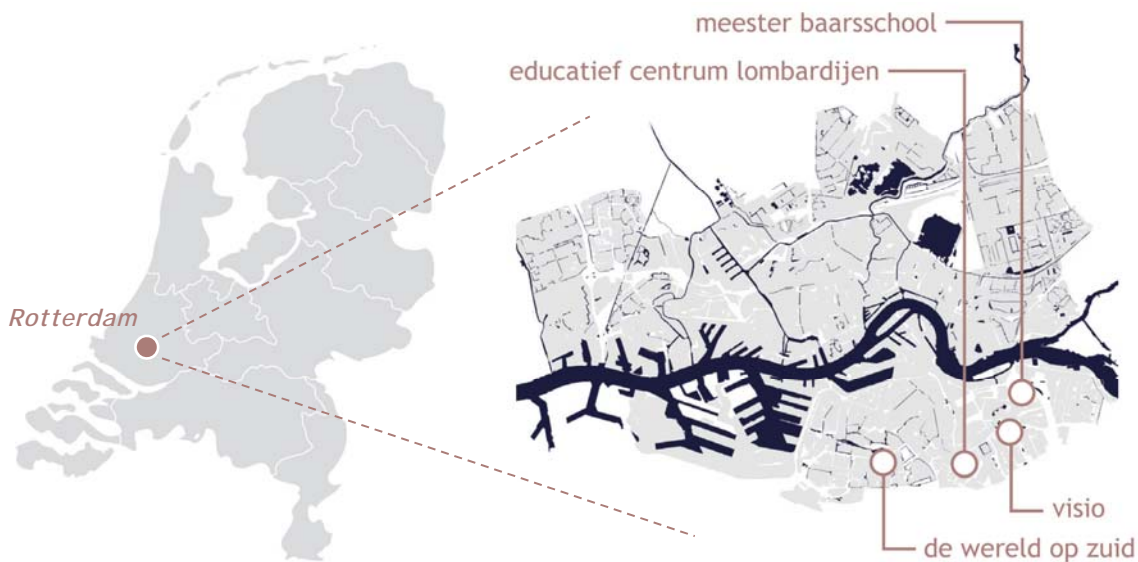 meester baarsschool
educatief centrum lombardijen
Rotterdam
visio
de wereld op zuid